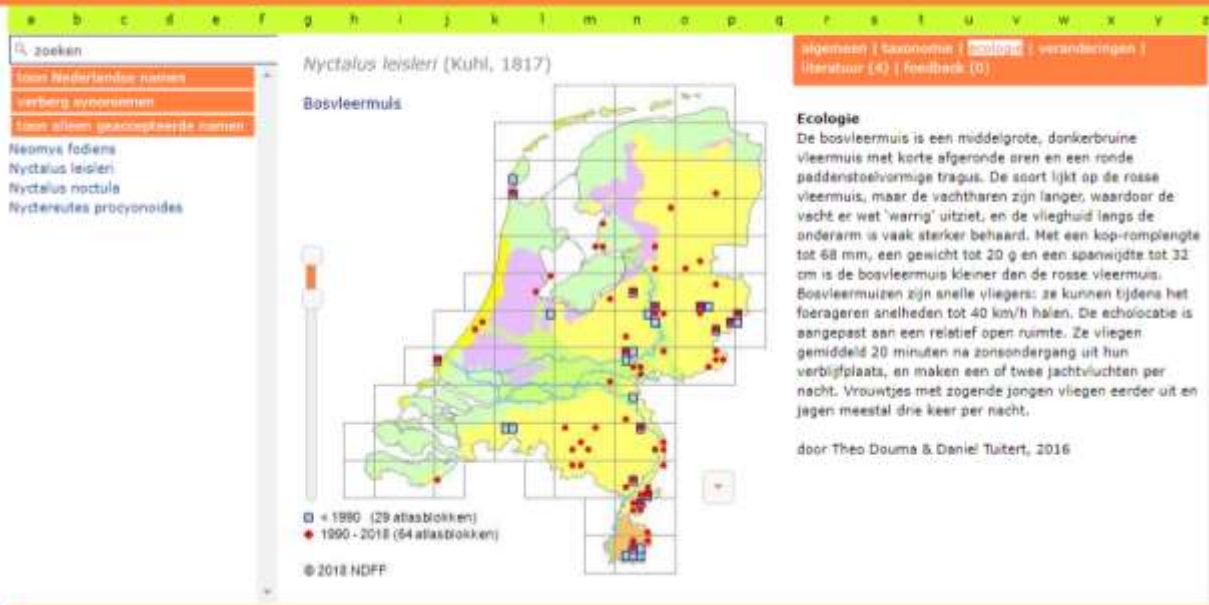 a b c d e f g h i j k l m n o p q r s t u v w x y z
zoeken
toon Nederlandse namen
verberg synoniemen
toon alleen geaccepteerde namen
Neomys fodiens
Nyctalus leisleri
Nyctalus noctula
Nyctereutes procyonoides
Nyctalus leisleri (Kuhl, 1817)
Bosvleermuis
< 1990 (29 atlasblokken)
1990 - 2018 (64 atlasblokken)
© 2018 NDFF
algemeen | taxonomie | ecologie | veranderingen |
literatuur (4) | feedback (0)
Ecologie
De bosvleermuis is een middelgrote, donkerbruine
vleermuis met korte afgeronde oren en een ronde
paddenstoelvormige tragus. De soort lijkt op de rosse
vleermuis, maar de vachtharen zijn langer, waardoor de
vacht er wat 'warrig' uitziet, en de vlieghuid langs de
onderarm is vaak sterker behaard. Met een kop-romplengte
tot 68 mm, een gewicht tot 20 g en een spanwijdte tot 32
cm is de bosvleermuis kleiner dan de rosse vleermuis.
Bosvleermuizen zijn snelle vliegers: ze kunnen tijdens het
foerageren snelheden tot 40 km/h halen. De echolocatie is
aangepast aan een relatief open ruimte. Ze vliegen
gemiddeld 20 minuten na zonsondergang uit hun
verblijfplaats, en maken een of twee jachtvluchten per
nacht. Vrouwtjes met zogende jongen vliegen eerder uit en
jagen meestal drie keer per nacht.
door Theo Douma & Daniel Tuitert, 2016